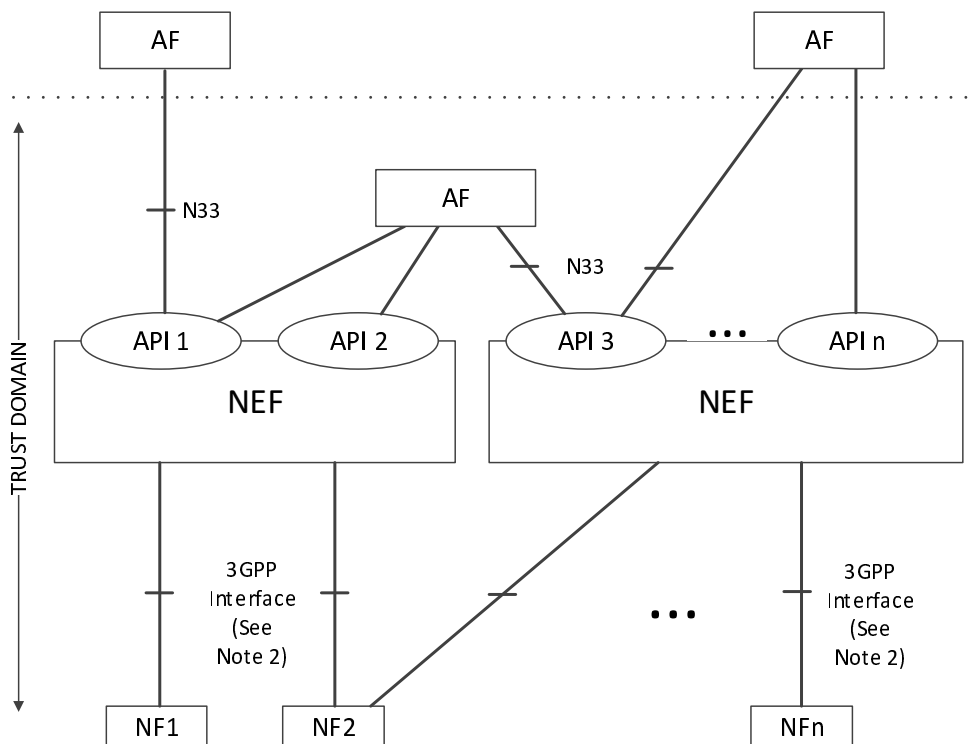 AF
AF
AF
N33
N33
API 1
API 2
API 3
...
API n
NEF
NEF
TRUST DOMAIN
3GPP
Interface
(See
Note 2)
...
3GPP
Interface
(See
Note 2)
NF1
NF2
NFn